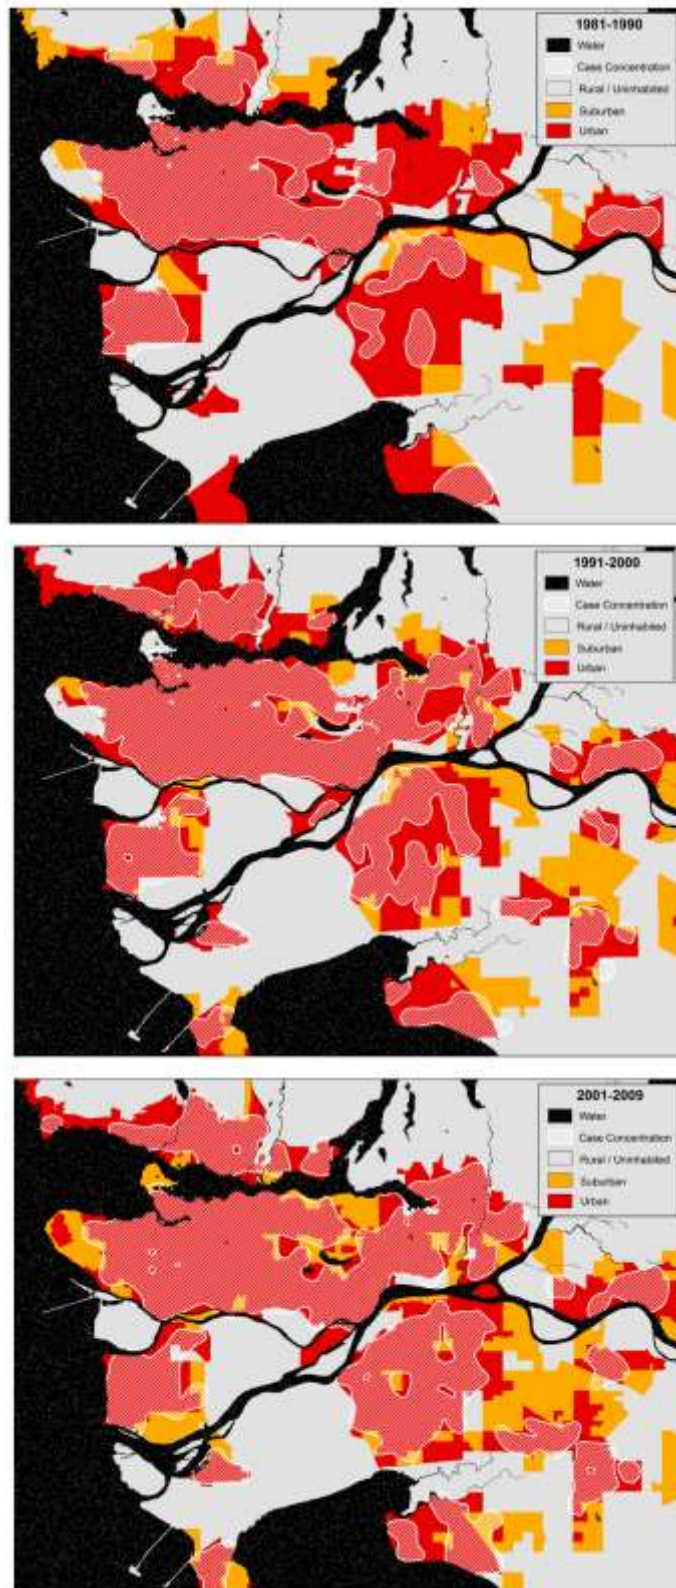 1981-1990
Water
Case Concentration
Rural / Uninhabited
Suburban
Urban
1991-2000
Water
Case Concentration
Rural / Uninhabited
Suburban
Urban
2001-2009
Water
Case Concentration
Rural / Uninhabited
Suburban
Urban